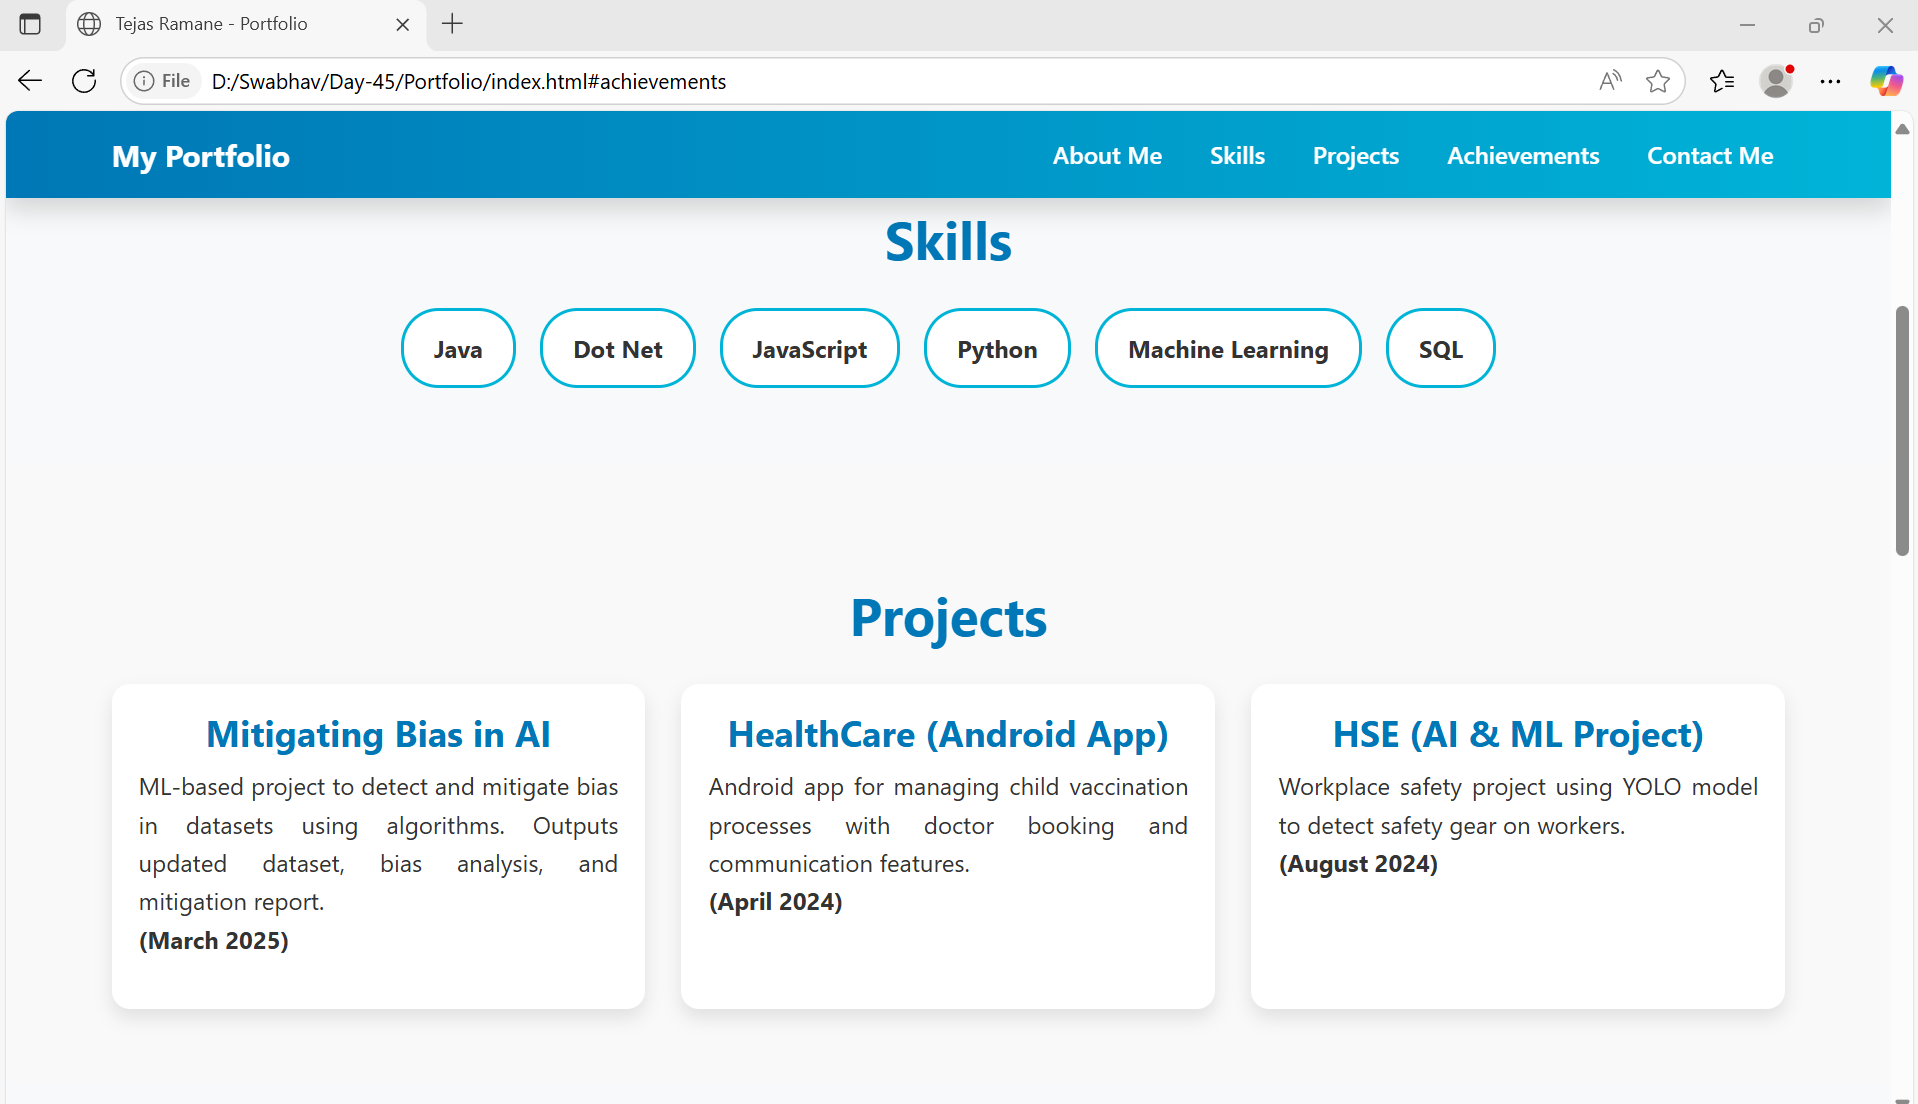 Tejas Ramane - Portfolio
File D:/Swabhav/Day-45/Portfolio/index.html#achievements
My Portfolio About Me Skills Projects Achievements Contact Me
Skills
Java Dot Net JavaScript Python Machine Learning SQL
Projects
Mitigating Bias in AI
ML-based project to detect and mitigate bias
in datasets using algorithms. Outputs
updated dataset, bias analysis, and
mitigation report.
(March 2025)
HealthCare (Android App)
Android app for managing child vaccination
processes with doctor booking and
communication features.
(April 2024)
HSE (AI & ML Project)
Workplace safety project using YOLO model
to detect safety gear on workers.
(August 2024)